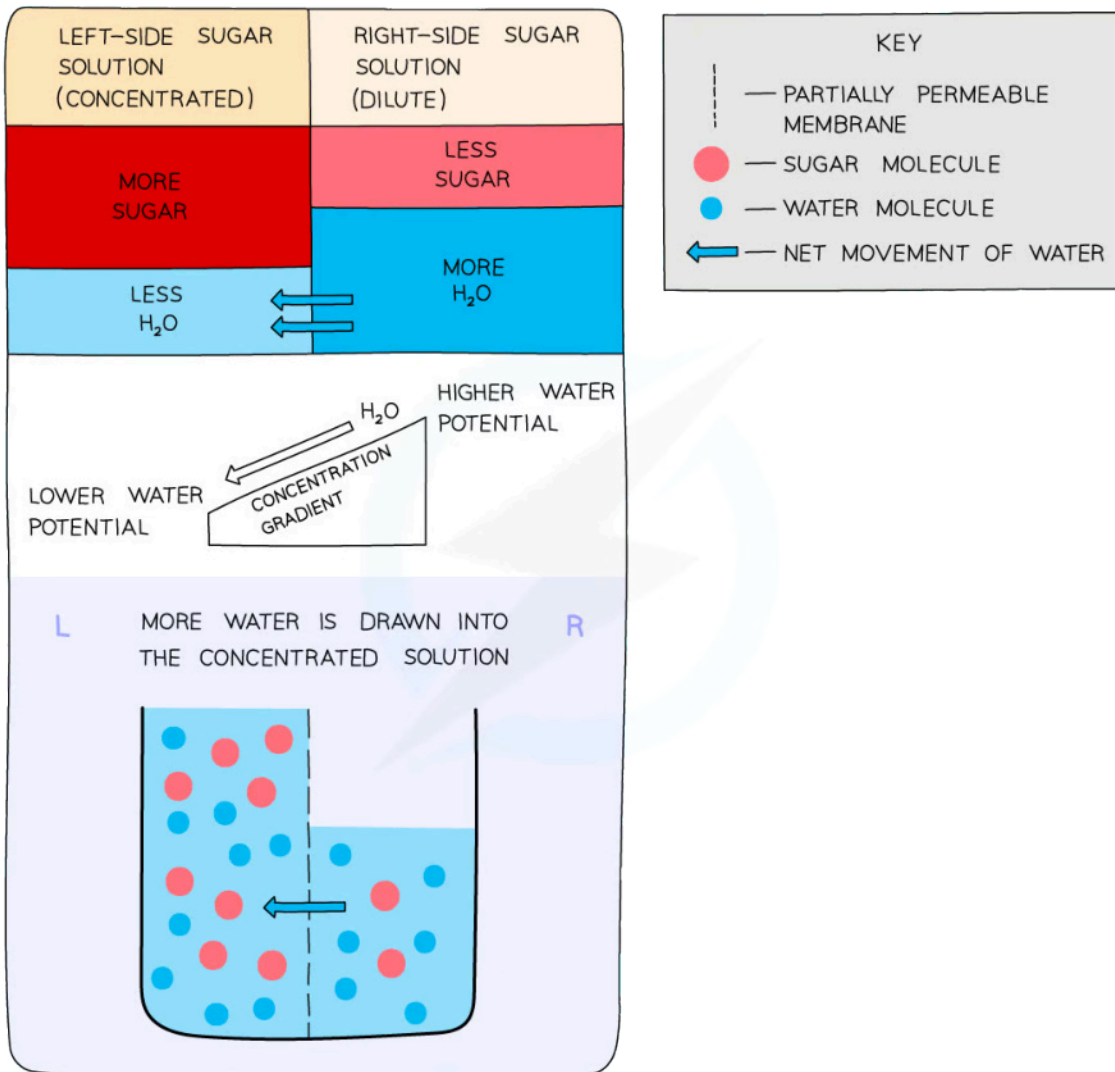 LEFT-SIDE SUGAR
SOLUTION
(CONCENTRATED)
RIGHT-SIDE SUGAR
SOLUTION
(DILUTE)
MORE
SUGAR
LESS
SUGAR
LESS
H₂O
MORE
H₂O
H₂O
HIGHER WATER
POTENTIAL
CONCENTRATION
GRADIENT
LOWER WATER
POTENTIAL
L
MORE WATER IS DRAWN INTO
THE CONCENTRATED SOLUTION
R
KEY
PARTIALLY PERMEABLE
MEMBRANE
SUGAR MOLECULE
WATER MOLECULE
NET MOVEMENT OF WATER